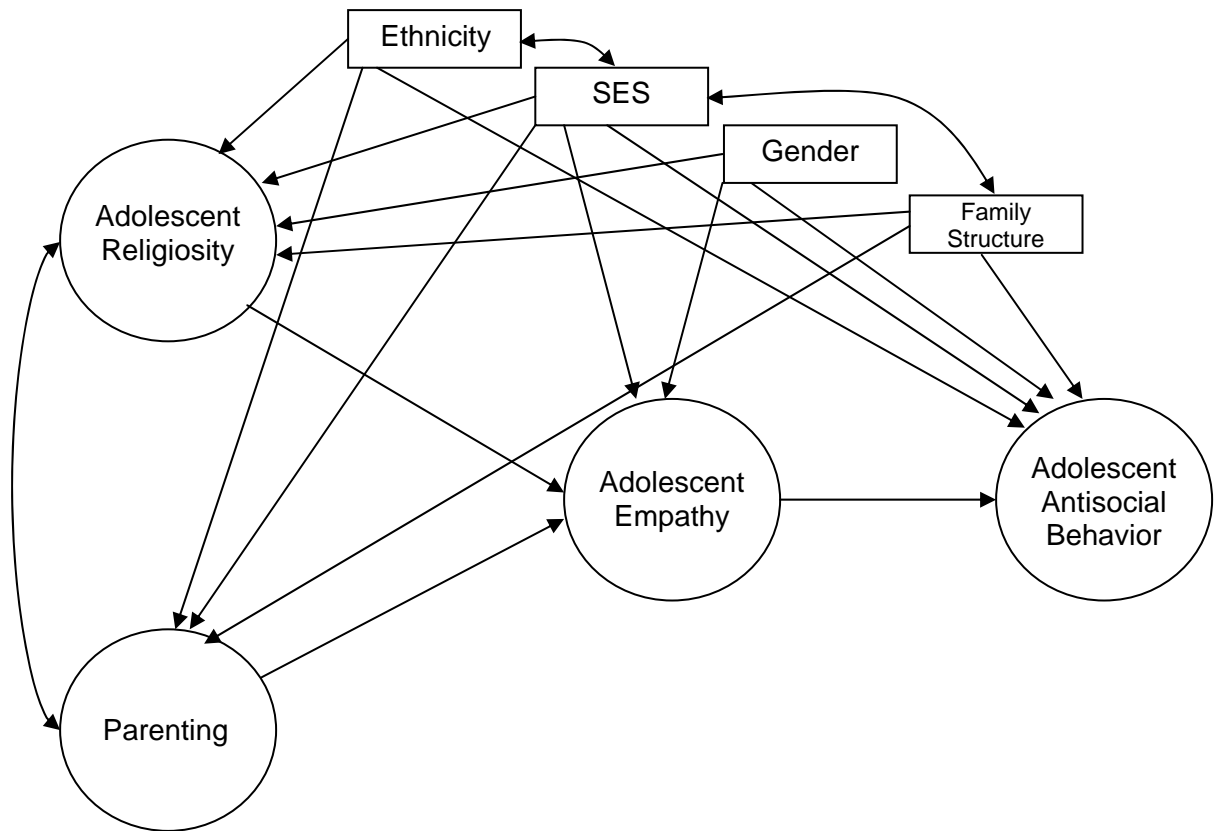 Ethnicity
SES
Gender
Family
Structure
Adolescent
Religiosity
Adolescent
Empathy
Adolescent
Antisocial
Behavior
Parenting